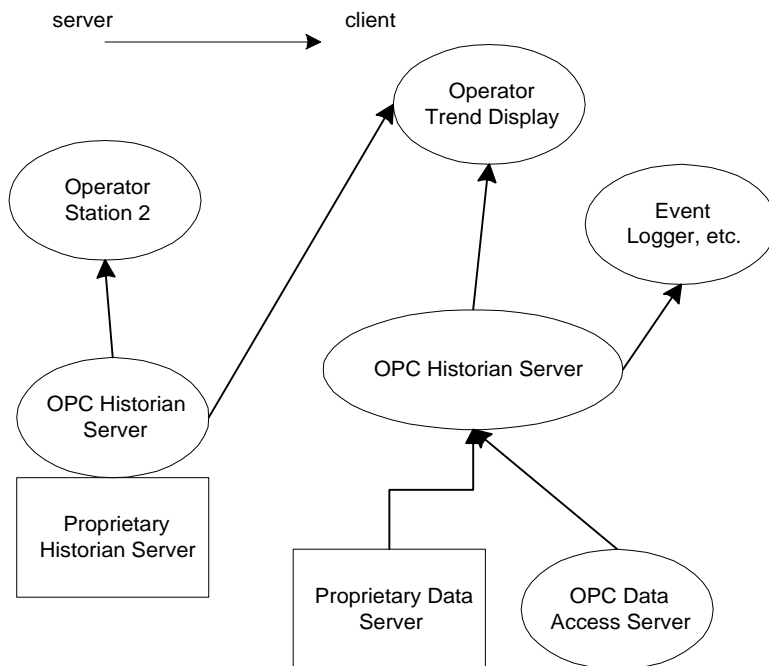 server
client
Operator
Trend Display
Operator
Station 2
Event
Logger, etc.
OPC Historian Server
OPC Historian
Server
Proprietary
Historian Server
Proprietary Data
Server
OPC Data
Access Server